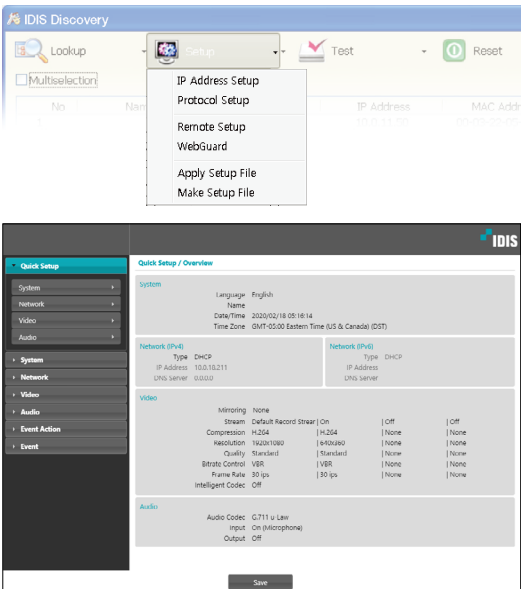 IDIS Discovery
Lookup - Setup - Test - Reset
Multiselection
No Nam IP Address MAC Addr
IP Address Setup
Protocol Setup
Remote Setup
WebGuard
Apply Setup File
Make Setup File
IDIS
Quick Setup
System
Network
Video
Audio
System
Network
Video
Audio
Event Action
Event
Quick Setup / Overview
System
Language English
Name
Date/Time 2020/02/18 05:16:14
Time Zone GMT-05:00 Eastern Time (US & Canada) (DST)
Network (IPv4)
Type DHCP
IP Address 10.0.18.211
DNS Server 0.0.0.0
Network (IPv6)
Type DHCP
IP Address
DNS Server
Video
Mirroring None
Stream Default Record Strear | On | Off | Off
Compression H.264 | H.264 | None | None
Resolution 1920x1080 | 640x360 | None | None
Quality Standard | Standard | None | None
Bitrate Control VBR | VBR | None | None
Frame Rate 30 ips | 30 ips | None | None
Intelligent Codec Off
Audio
Audio Codec G.711 u-Law
Input On (Microphone)
Output Off
Save